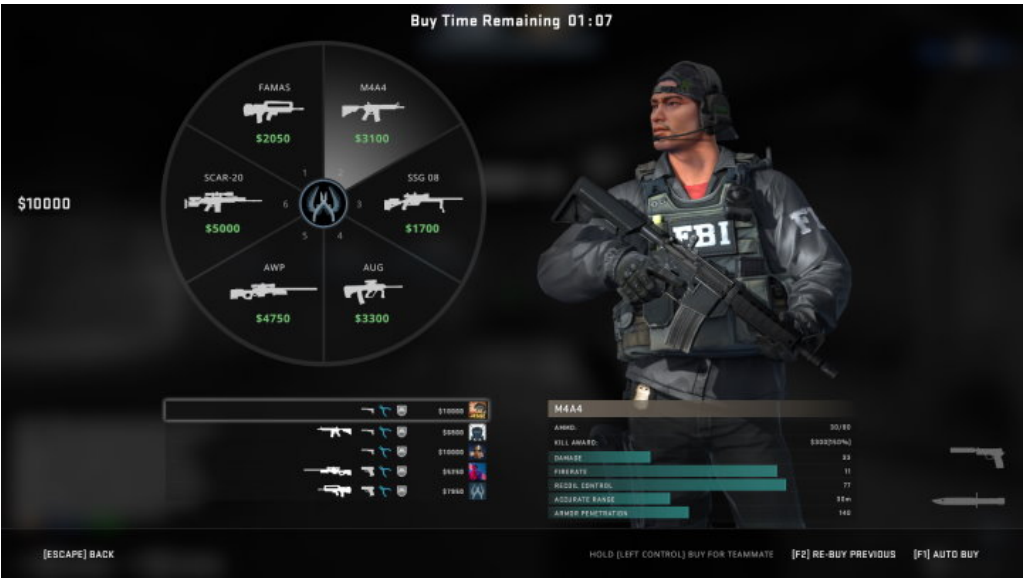 Buy Time Remaining 01:07
FAMAS
$2050
M4A4
$3100
SCAR-20
$5000
SSG 08
$1700
1 2
6 3
5 4
AWP
$4750
AUG
$3300
$10000
FBI
F
$10000
$10000
$7950
M4A4
AMMO:
30/90
KILL AWARD:
DAMAGE
33
FIRERATE
11
RECOIL CONTROL
77
ACCURATE RANGE
ARMOR PENETRATION
140
[ESCAPE] BACK
HOLD [LEFT CONTROL] BUY FOR TEAMMATE
[F2] RE-BUY PREVIOUS
[F1] AUTO BUY